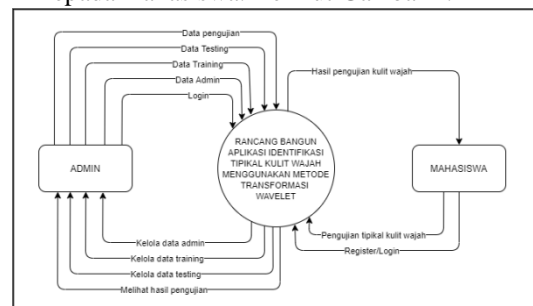 Data pengujian
Data Testing
Data Training
Data Admin
Login
Hasil pengujian kulit wajah
RANCANG BANGUN
APLIKASI IDENTIFIKASI
TIPIKAL KULIT WAJAH
MENGGUNAKAN METODE
TRANSFORMASI
WAVELET
ADMIN
MAHASISWA
Pengujian tipikal kulit wajah
Register/Login
Kelola data admin
Kelola data training
Kelola data testing
Melihat hasil pengujian